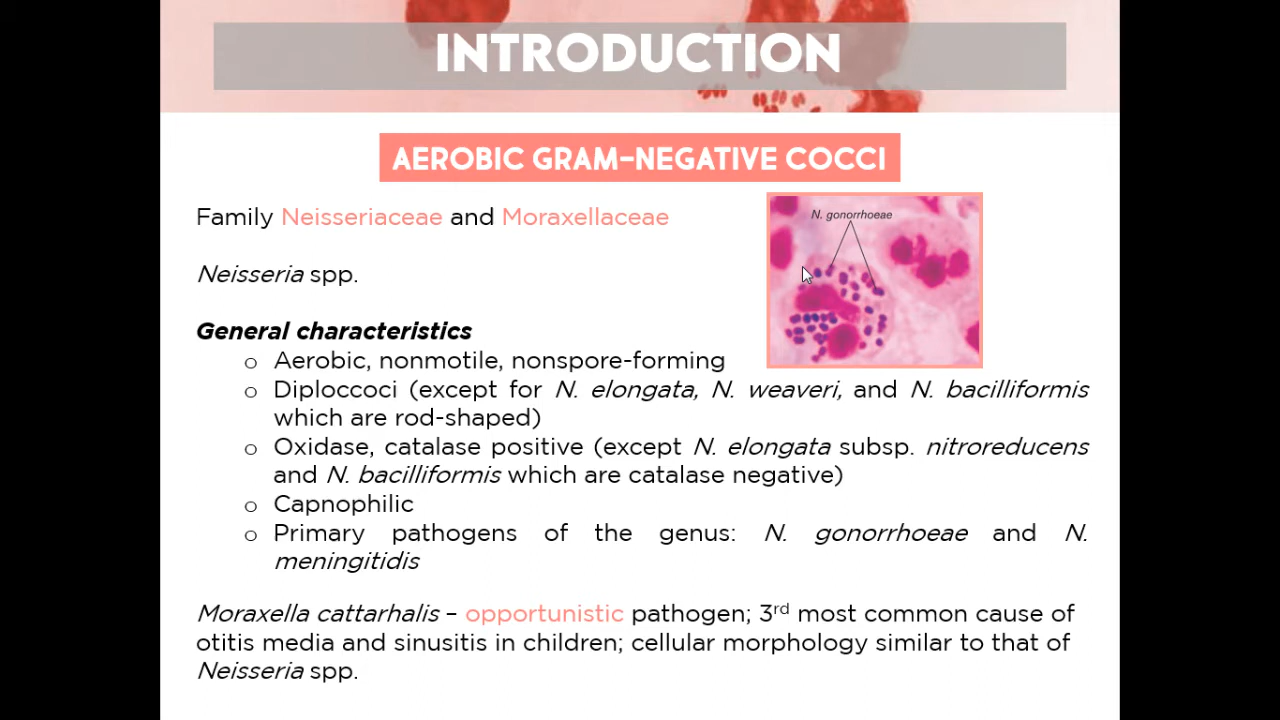 INTRODUCTION
AEROBIC GRAM-NEGATIVE COCCI
Family Neisseriaceae and Moraxellaceae
N. gonorrhoeae
Neisseria spp.
General characteristics
o Aerobic, nonmotile, nonspore-forming
o Diploccoci (except for N. elongata, N. weaveri, and N. bacilliformis
which are rod-shaped)
o Oxidase, catalase positive (except N. elongata subsp. nitroreducens
and N. bacilliformis which are catalase negative)
o Capnophilic
o Primary pathogens of the genus: N. gonorrhoeae and N.
meningitidis
Moraxella cattarhalis – opportunistic pathogen; 3rd most common cause of
otitis media and sinusitis in children; cellular morphology similar to that of
Neisseria spp.